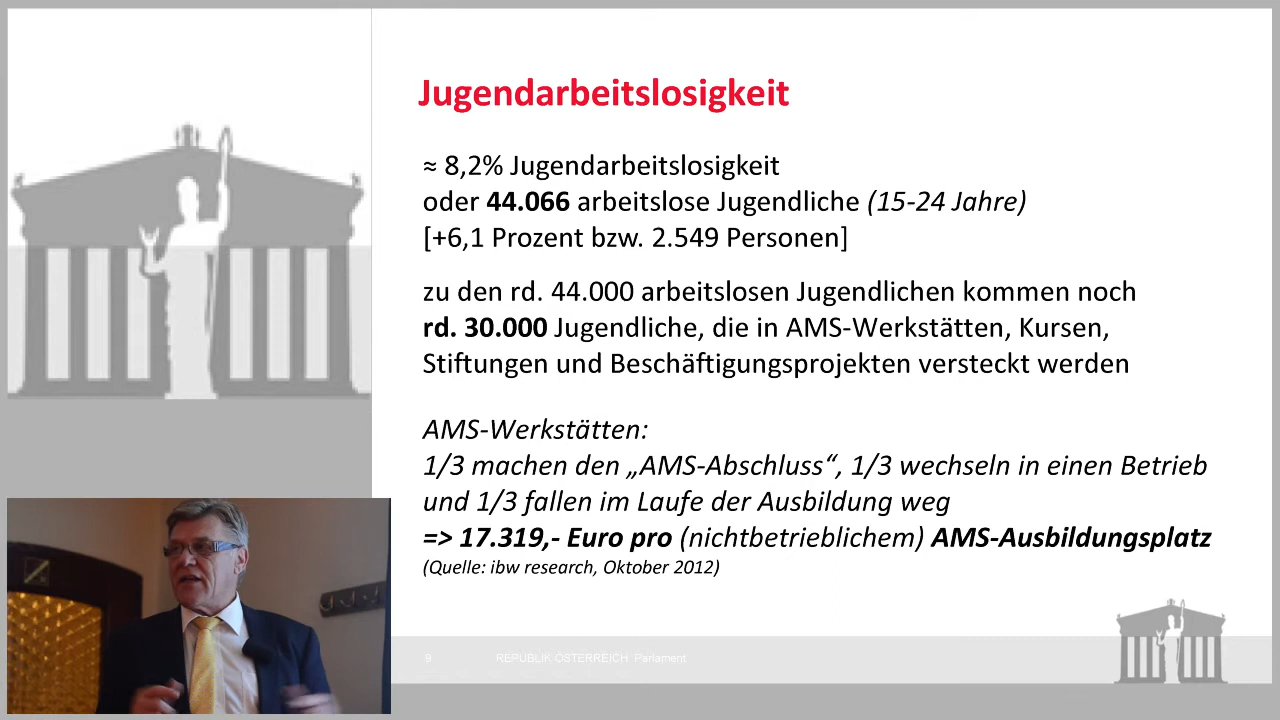 Jugendarbeitslosigkeit
≈ 8,2% Jugendarbeitslosigkeit
oder 44.066 arbeitslose Jugendliche (15-24 Jahre)
[+6,1 Prozent bzw. 2.549 Personen]
zu den rd. 44.000 arbeitslosen Jugendlichen kommen noch
rd. 30.000 Jugendliche, die in AMS-Werkstätten, Kursen,
Stiftungen und Beschäftigungsprojekten versteckt werden
AMS-Werkstätten:
1/3 machen den „AMS-Abschluss“, 1/3 wechseln in einen Betrieb
und 1/3 fallen im Laufe der Ausbildung weg
=> 17.319,- Euro pro (nichtbetrieblichem) AMS-Ausbildungsplatz
(Quelle: ibw research, Oktober 2012)
9 REPUBLIK ÖSTERREICH Parlament